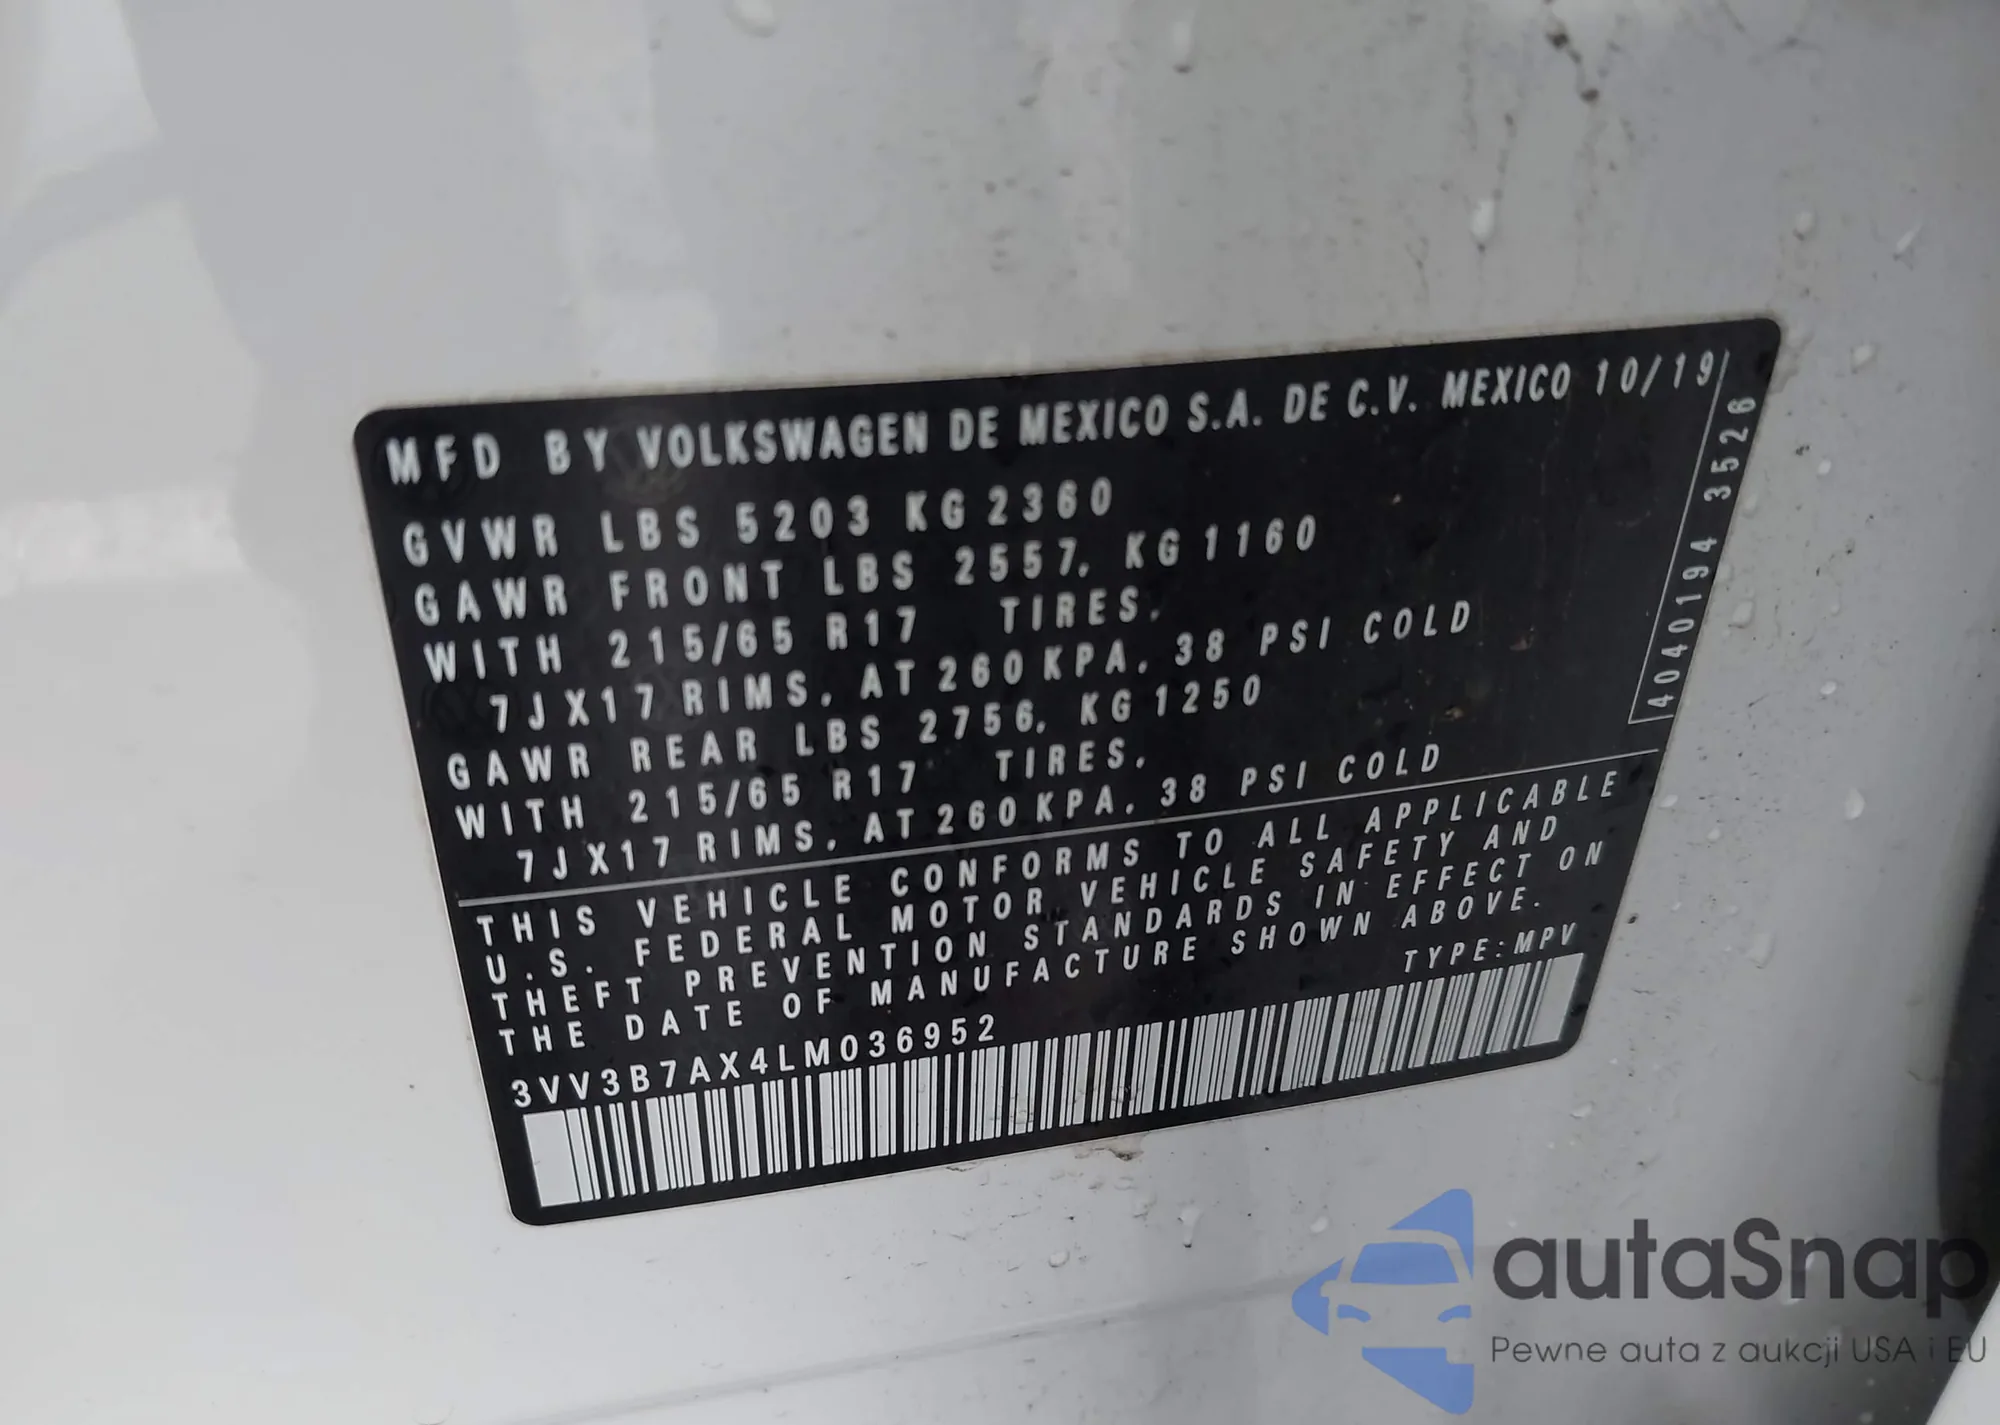 MFD BY VOLKSWAGEN DE MEXICO S.A. DE C.V. MEXICO 10/19
GVWR LBS 5203 KG 2360
GAWR FRONT LBS 2557, KG 1160
WITH 215/65 R17 TIRES,
7JX17 RIMS, AT 260 KPA, 38 PSI COLD
GAWR REAR LBS 2756, KG 1250
WITH 215/65 R17 TIRES,
7JX17 RIMS, AT 260 KPA, 38 PSI COLD
4040194 3526
THIS VEHICLE CONFORMS TO ALL APPLICABLE
U.S. FEDERAL MOTOR VEHICLE SAFETY AND
THEFT PREVENTION STANDARDS IN EFFECT ON
THE DATE OF MANUFACTURE SHOWN ABOVE.
TYPE: MPV
3VV3B7AX4LM036952
autaSnap
Pewne auta z aukcji USA i EU